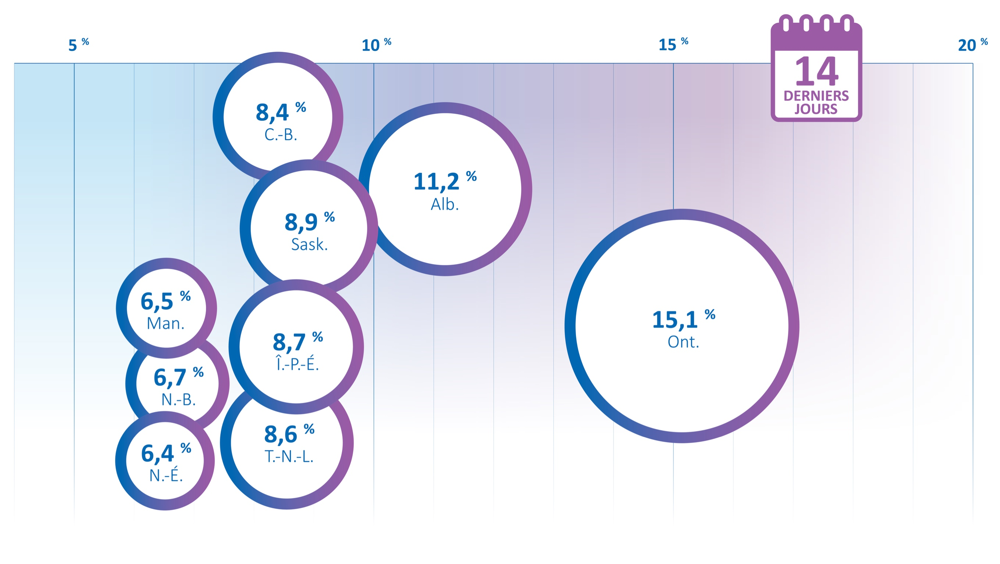 5 %
10 %
15 %
20 %
14
DERNIERS
JOURS
8,4 %
C.-B.
11,2 %
Alb.
8,9 %
Sask.
6,5 %
Man.
15,1 %
Ont.
8,7 %
Î.-P.-É.
6,7 %
N.-B.
8,6 %
T.-N.-L.
6,4 %
N.-É.